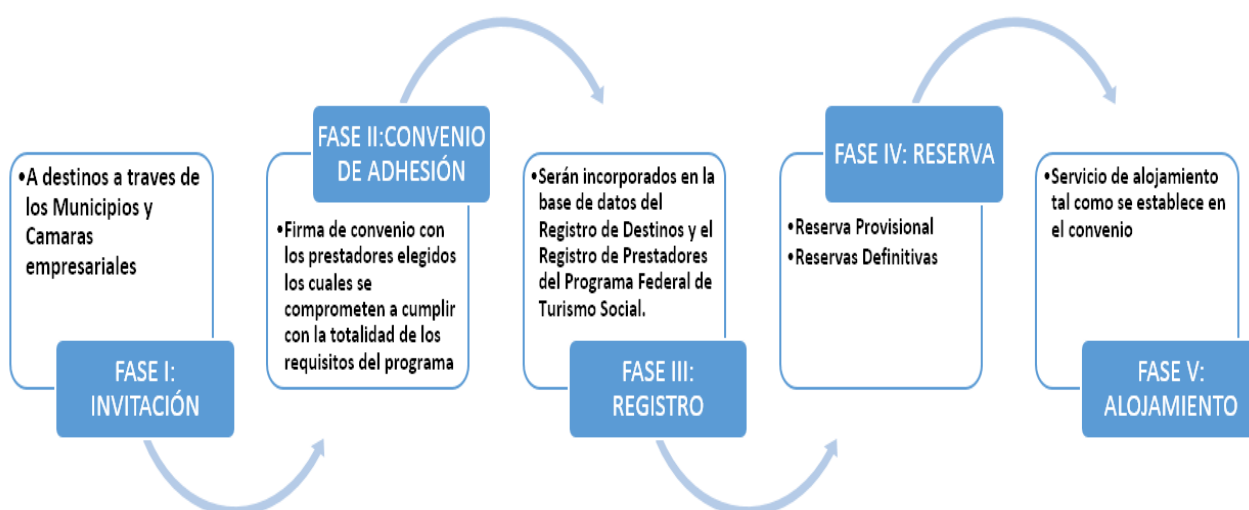 •A destinos a traves de
los Municipios y
Camaras
empresariales
FASE I:
INVITACIÓN
FASE II:CONVENIO
DE ADHESIÓN
•Firma de convenio con
los prestadores elegidos
los cuales se
comprometen a cumplir
con la totalidad de los
requisitos del programa
•Serán incorporados en la
base de datos del
Registro de Destinos y el
Registro de Prestadores
del Programa Federal de
Turismo Social.
FASE III:
REGISTRO
FASE IV: RESERVA
•Reserva Provisional
•Reservas Definitivas
•Servicio de alojamiento
tal como se establece en
el convenio
FASE V:
ALOJAMIENTO